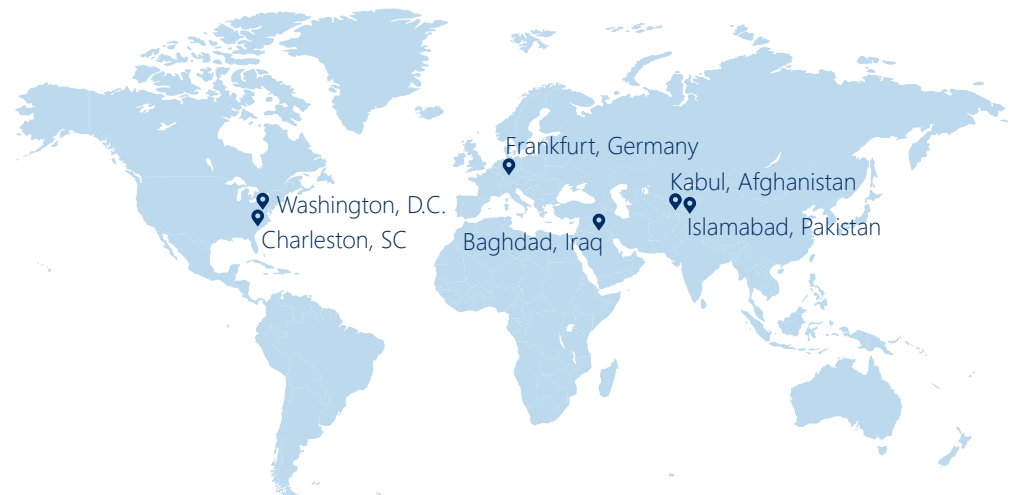 Frankfurt, Germany
Kabul, Afghanistan
Washington, D.C.
Islamabad, Pakistan
Charleston, SC
Baghdad, Iraq